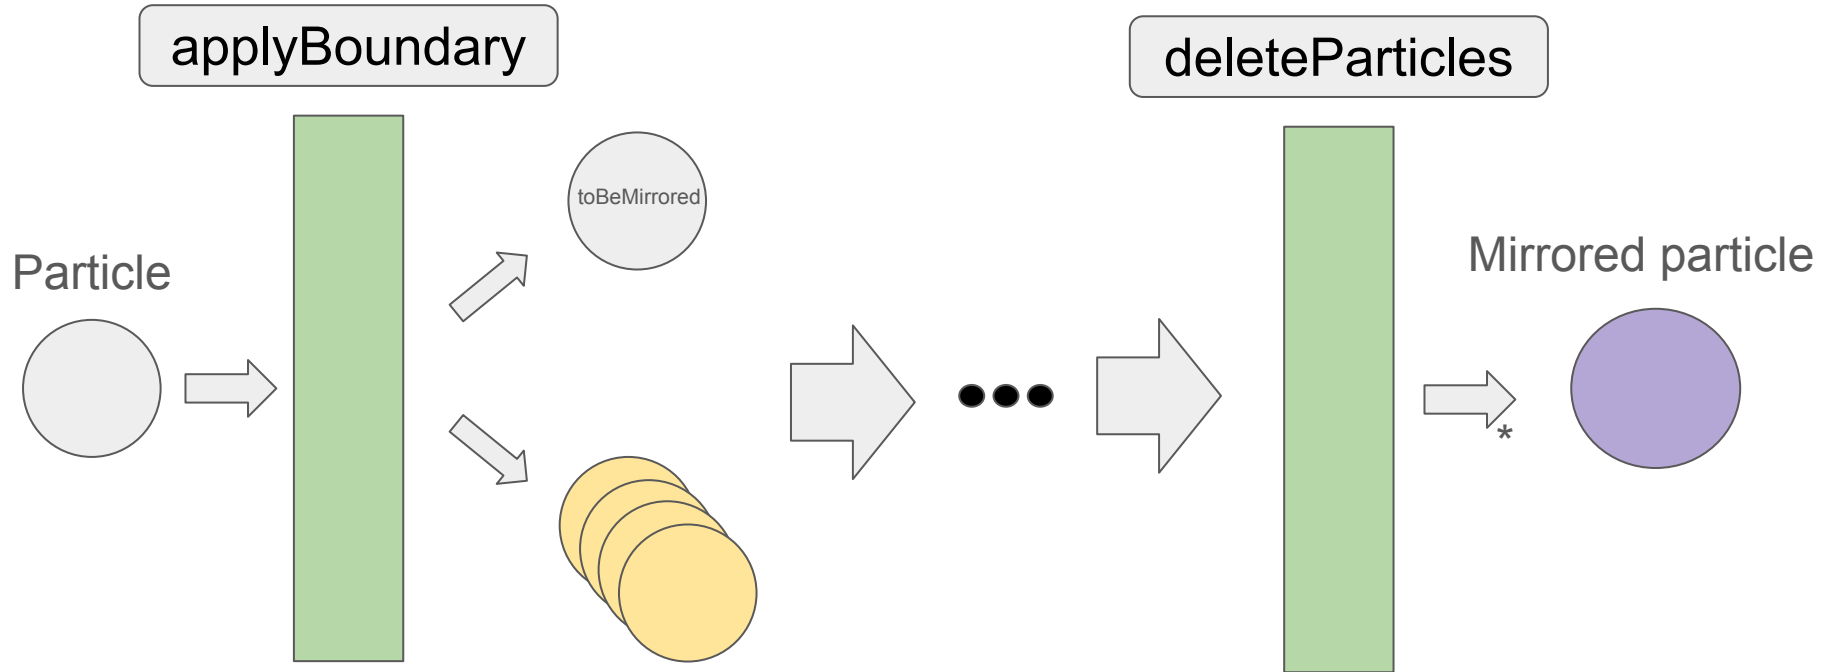 applyBoundary
deleteParticles
toBeMirrored
Particle
Mirrored particle
*